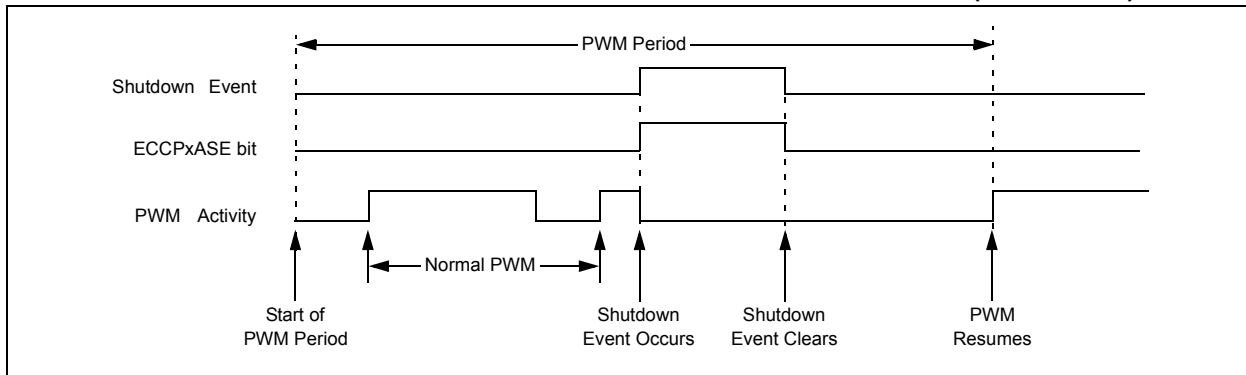 PWM Period
Shutdown Event
ECCPxASE bit
PWM Activity
Normal PWM
Start of
PWM Period
Shutdown
Event Occurs
Shutdown
Event Clears
PWM
Resumes